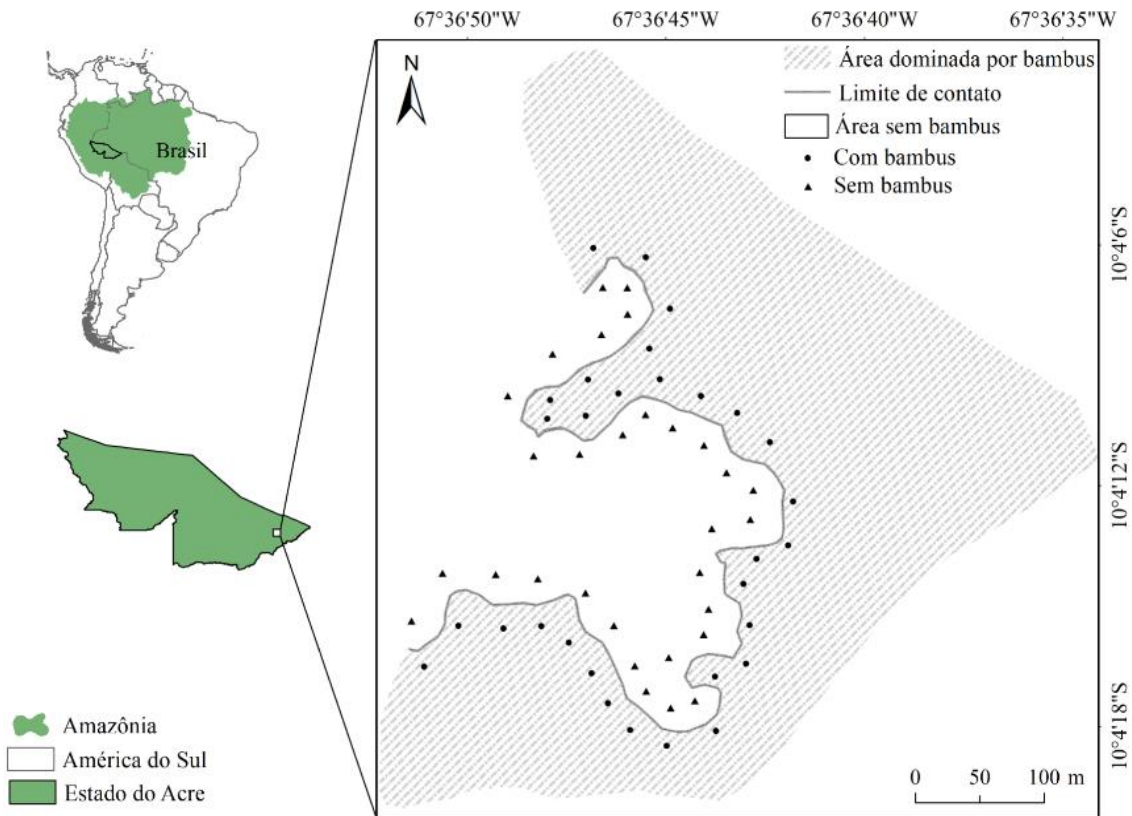 67°36'50"W 67°36'45"W 67°36'40"W 67°36'35"W
N
Área dominada por bambus
Limite de contato
Área sem bambus
Com bambus
Sem bambus
Brasil
10°4'6"S
10°4'12"S
10°4'18"S
Amazônia
América do Sul
Estado do Acre
0 50 100 m